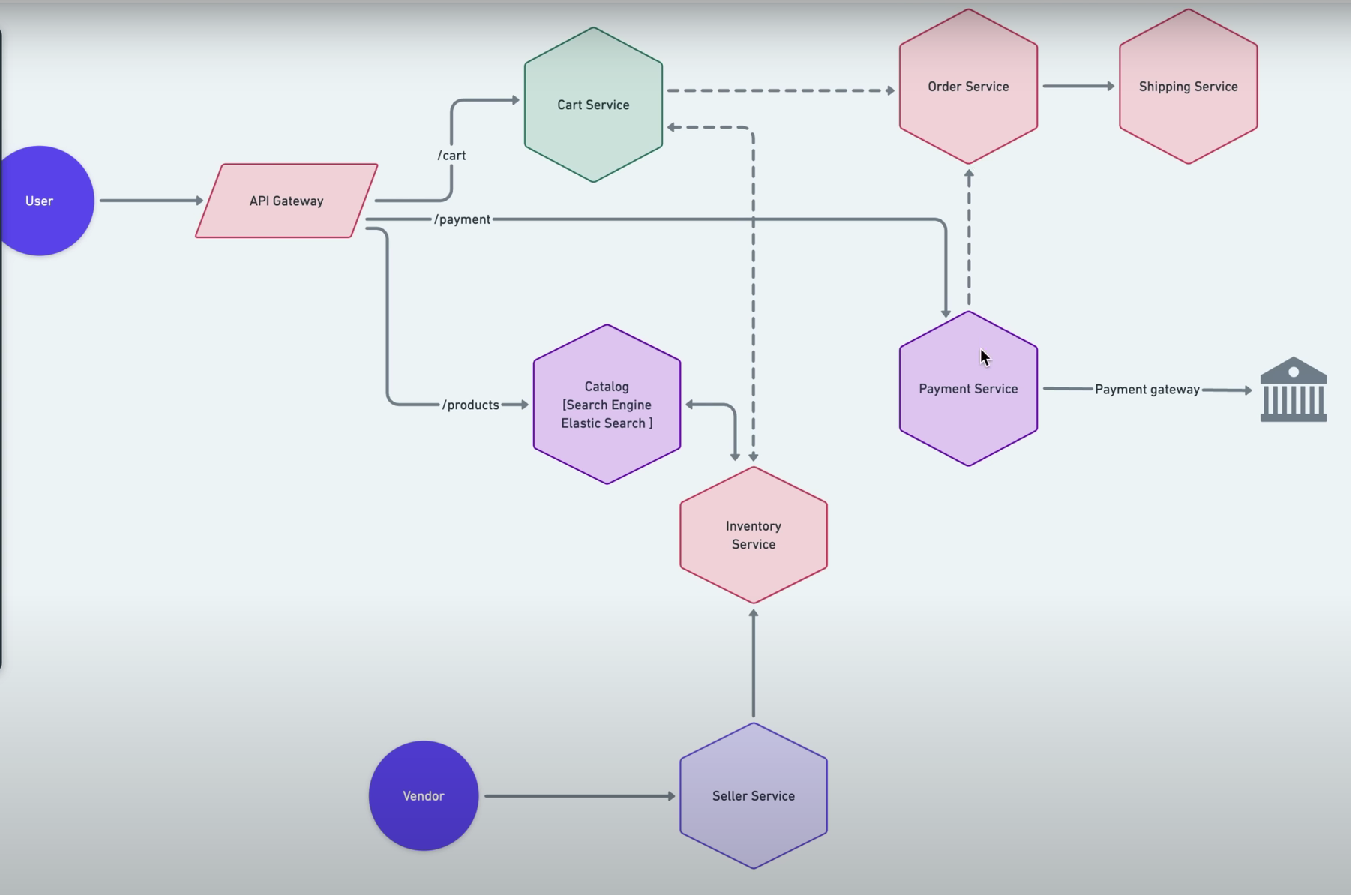 Cart Service
Order Service
Shipping Service
/cart
User
API Gateway
/payment
Catalog
[Search Engine
Elastic Search ]
/products
Payment Service
Payment gateway
Inventory
Service
Vendor
Seller Service